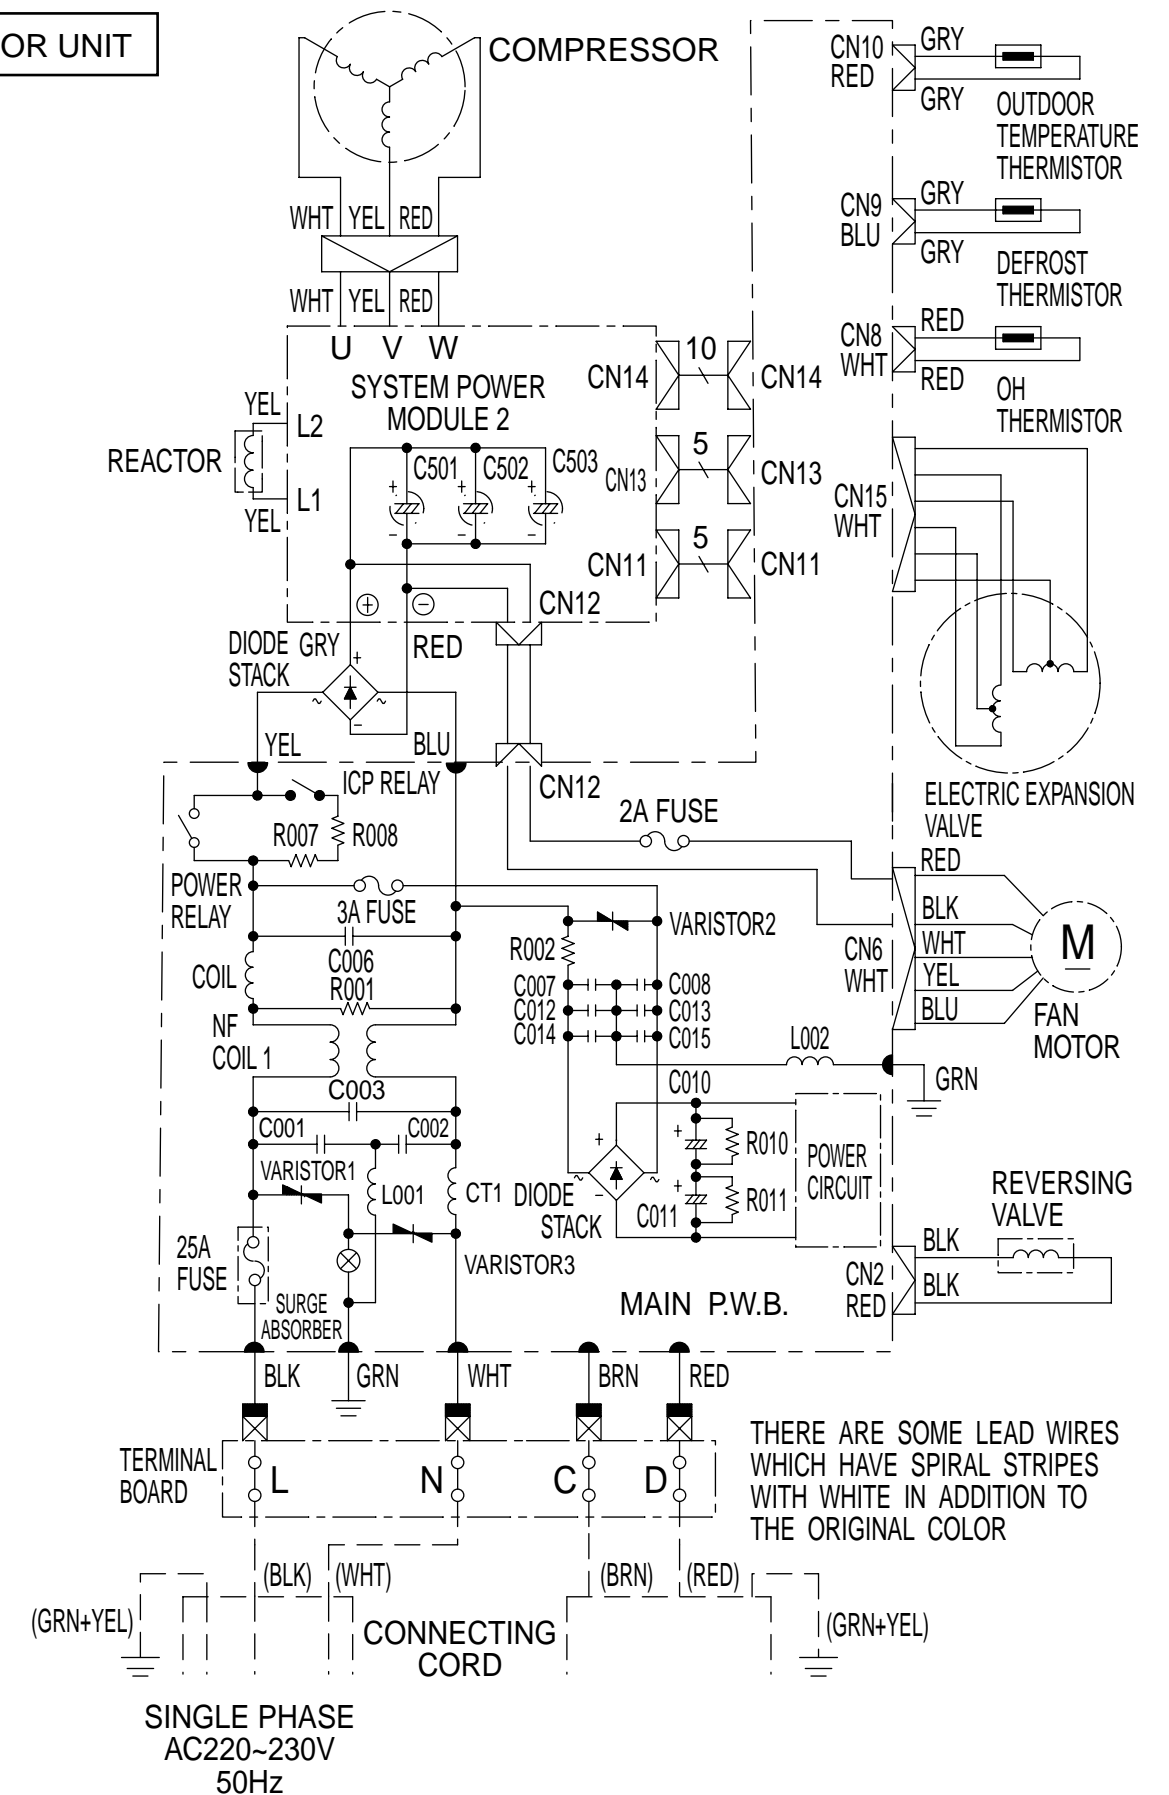 OR UNIT
COMPRESSOR
CN10
RED
GRY
GRY
OUTDOOR
TEMPERATURE
THERMISTOR
CN9
BLU
GRY
GRY
DEFROST
THERMISTOR
CN8
WHT
RED
RED
OH
THERMISTOR
WHT YEL RED
WHT YEL RED
U V W
SYSTEM POWER
MODULE 2
REACTOR
YEL
L2
L1
YEL
C501
C502
C503
+ + +
- - -
CN14
10
CN14
CN13
5
CN13
CN11
5
CN11
CN12
CN15
WHT
+ -
DIODE
STACK
GRY
RED
+
~ ~
-
YEL
BLU
ELECTRIC EXPANSION
VALVE
ICP RELAY
CN12
2A FUSE
R007
R008
POWER
RELAY
3A FUSE
C006
COIL
R001
NF
COIL 1
C003
C001
C002
VARISTOR1
L001
CT1
25A
FUSE
SURGE
ABSORBER
VARISTOR3
VARISTOR2
R002
C007
C008
C012
C013
C014
C015
L002
GRN
C010
+
R010
+
C011
R011
POWER
CIRCUIT
DIODE
STACK
+
~ ~
-
CN6
WHT
RED
BLK
WHT
YEL
BLU
M
FAN
MOTOR
REVERSING
VALVE
CN2
RED
BLK
BLK
MAIN P.W.B.
BLK
GRN
WHT
BRN
RED
TERMINAL
BOARD
L N C D
THERE ARE SOME LEAD WIRES
WHICH HAVE SPIRAL STRIPES
WITH WHITE IN ADDITION TO
THE ORIGINAL COLOR
(BLK) (WHT)
(BRN) (RED)
(GRN+YEL)
(GRN+YEL)
CONNECTING
CORD
SINGLE PHASE
AC220~230V
50Hz